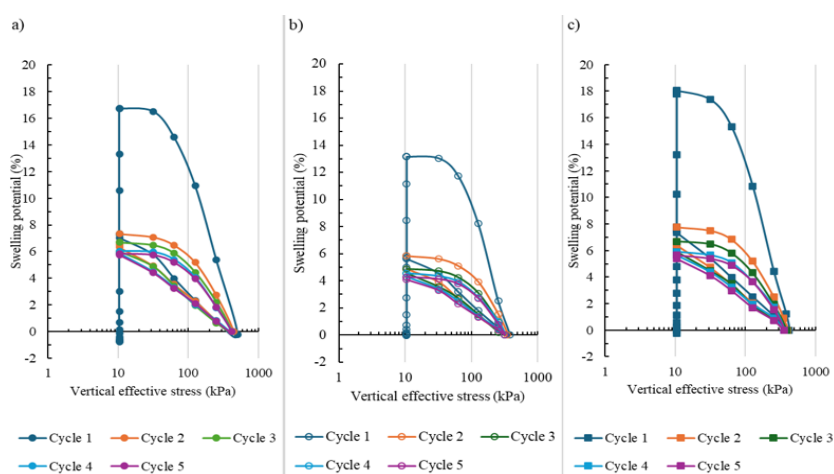 a)
Swelling potential (%)
20
18
16
14
12
10
8
6
4
2
0
-2
1 10 100 1000
Vertical effective stress (kPa)
Cycle 1 Cycle 2 Cycle 3
Cycle 4 Cycle 5
b)
Swelling potential (%)
20
18
16
14
12
10
8
6
4
2
0
-2
1 10 100 1000
Vertical effective stress (kPa)
Cycle 1 Cycle 2 Cycle 3
Cycle 4 Cycle 5
c)
Swelling potential (%)
20
18
16
14
12
10
8
6
4
2
0
-2
1 10 100 1000
Vertical effective stress (kPa)
Cycle 1 Cycle 2 Cycle 3
Cycle 4 Cycle 5